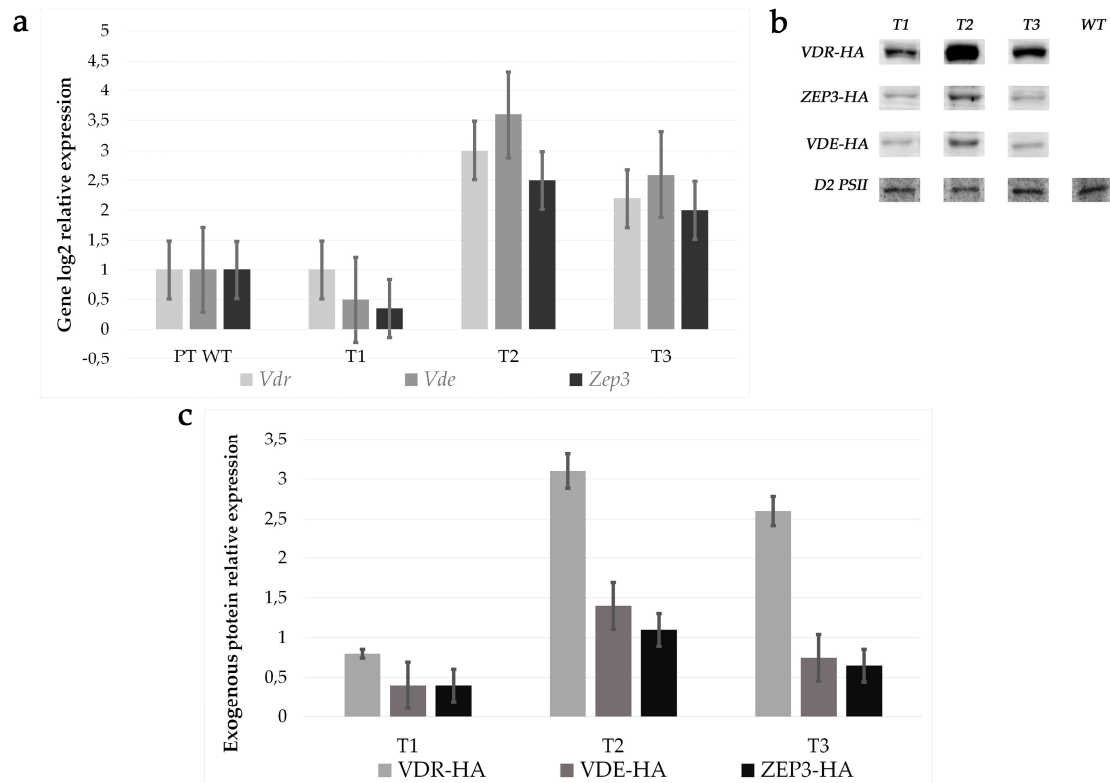 a
Gene log2 relative expression
5
4,5
4
3,5
3
2,5
2
1,5
1
0,5
0
-0,5
PT WT T1 T2 T3
Vdr Vde Zep3
b
T1 T2 T3 WT
VDR-HA
ZEP3-HA
VDE-HA
D2 PSII
c
Exogenous ptotein relative expression
3,5
3
2,5
2
1,5
1
0,5
0
T1 T2 T3
VDR-HA VDE-HA ZEP3-HA